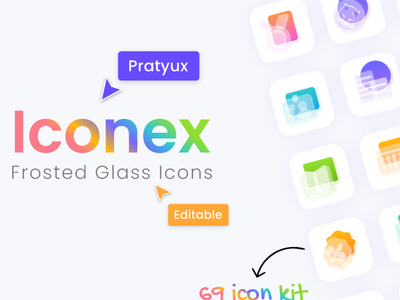 Pratyux
Iconex
Frosted Glass Icons
Editable
69 icon kit